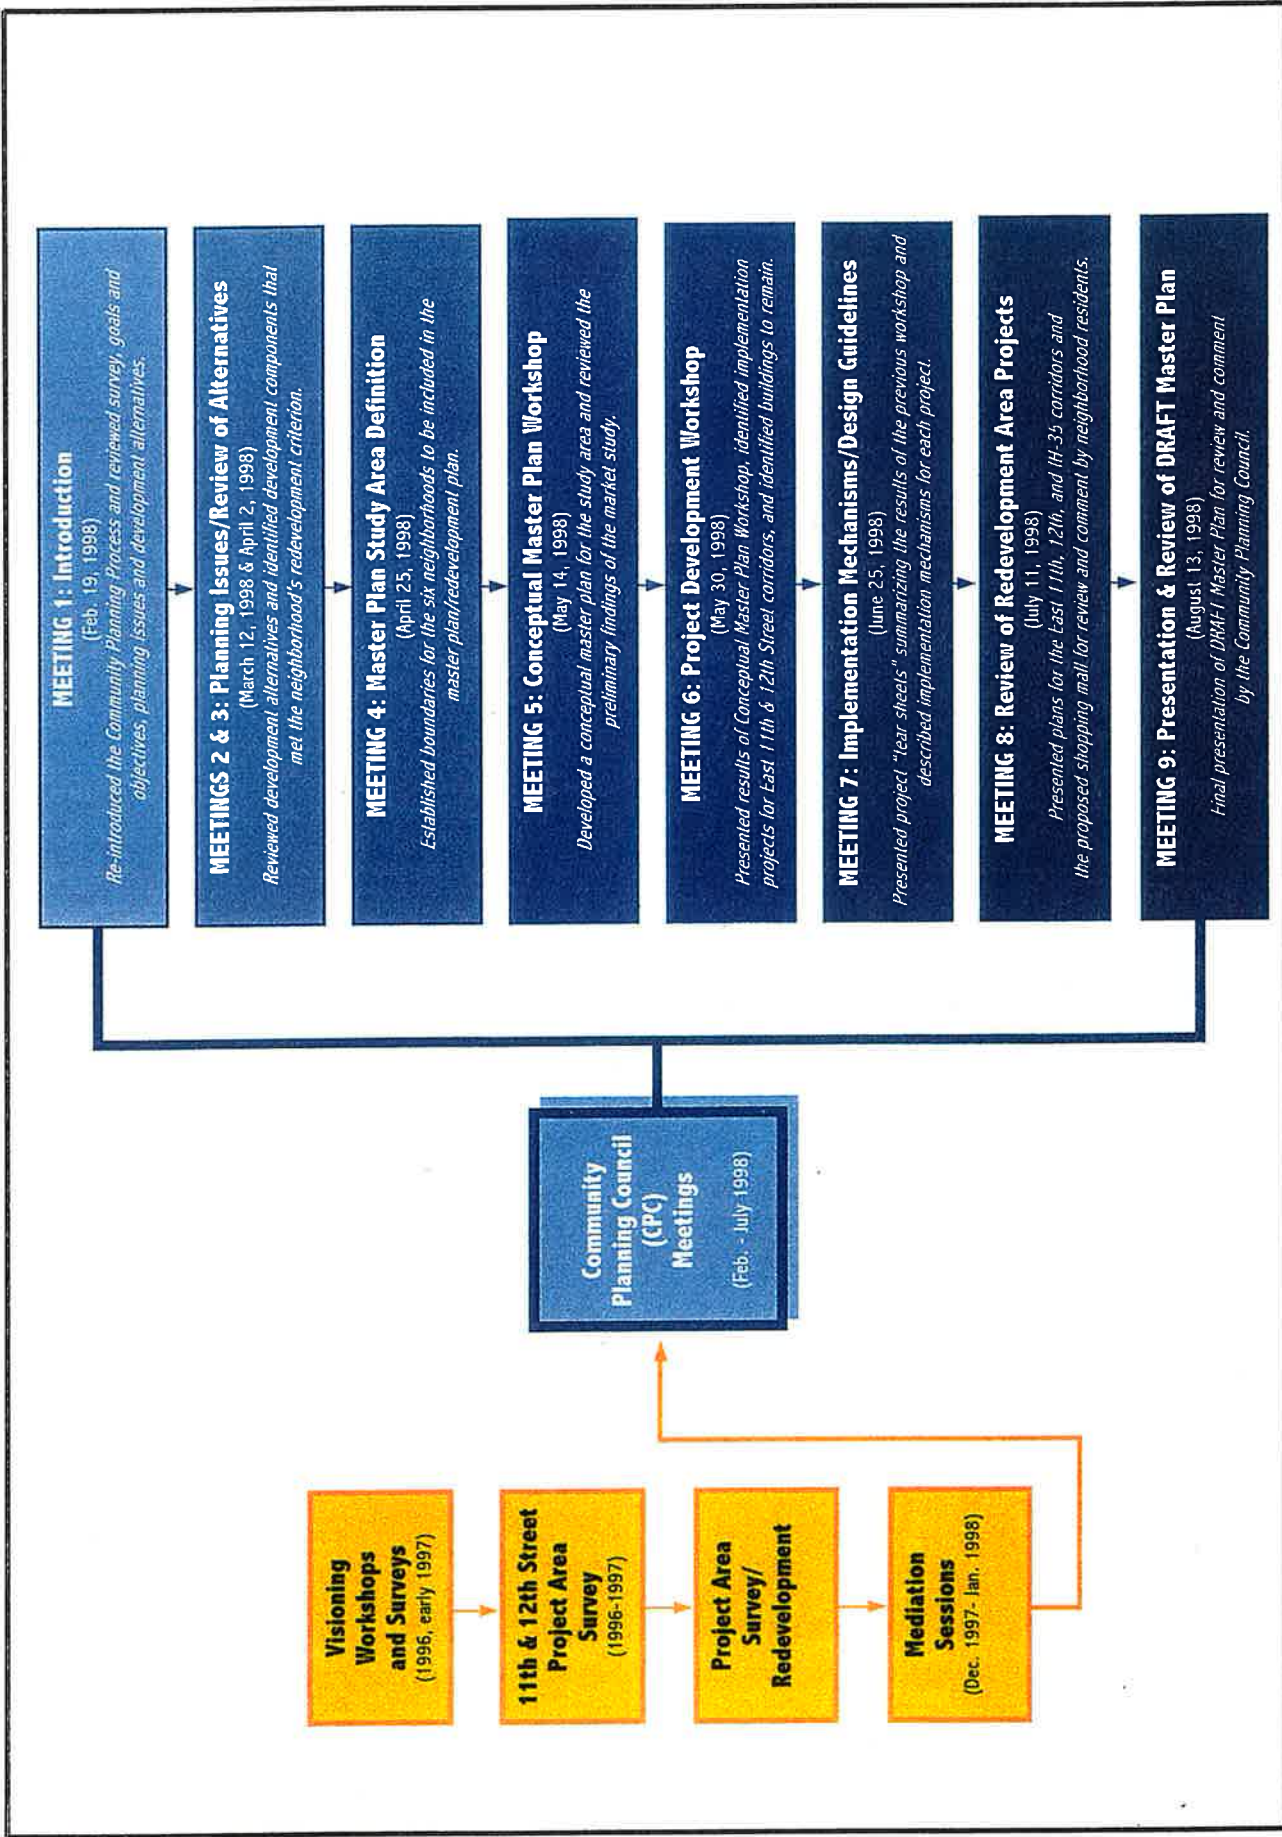 Visioning
Workshops
and Surveys
(1996, early 1997)
11th & 12th Street
Project Area
Survey
(1996-1997)
Project Area
Survey/
Redevelopment
Mediation
Sessions
(Dec. 1997- Jan. 1998)
Community
Planning Council
(CPC)
Meetings
(Feb. - July 1998)
MEETING 1: Introduction
(Feb. 19, 1998)
Re-introduced the Community Planning Process and reviewed survey, goals and
objectives, planning issues and development alternatives.
MEETINGS 2 & 3: Planning Issues/Review of Alternatives
(March 12, 1998 & April 2, 1998)
Reviewed development alternatives and identified development components that
met the neighborhood's redevelopment criterion.
MEETING 4: Master Plan Study Area Definition
(April 25, 1998)
Established boundaries for the six neighborhoods to be included in the
master plan/redevelopment plan.
MEETING 5: Conceptual Master Plan Workshop
(May 14, 1998)
Developed a conceptual master plan for the study area and reviewed the
preliminary findings of the market study.
MEETING 6: Project Development Workshop
(May 30, 1998)
Presented results of Conceptual Master Plan Workshop, identified implementation
projects for East 11th & 12th Street corridors, and identified buildings to remain.
MEETING 7: Implementation Mechanisms/Design Guidelines
(June 25, 1998)
Presented project "tear sheets" summarizing the results of the previous workshop and
described implementation mechanisms for each project.
MEETING 8: Review of Redevelopment Area Projects
(July 11, 1998)
Presented plans for the East 11th, 12th, and IH-35 corridors and
the proposed shopping mall for review and comment by neighborhood residents.
MEETING 9: Presentation & Review of DRAFT Master Plan
(August 13, 1998)
Final presentation of DRAFT Master Plan for review and comment
by the Community Planning Council.